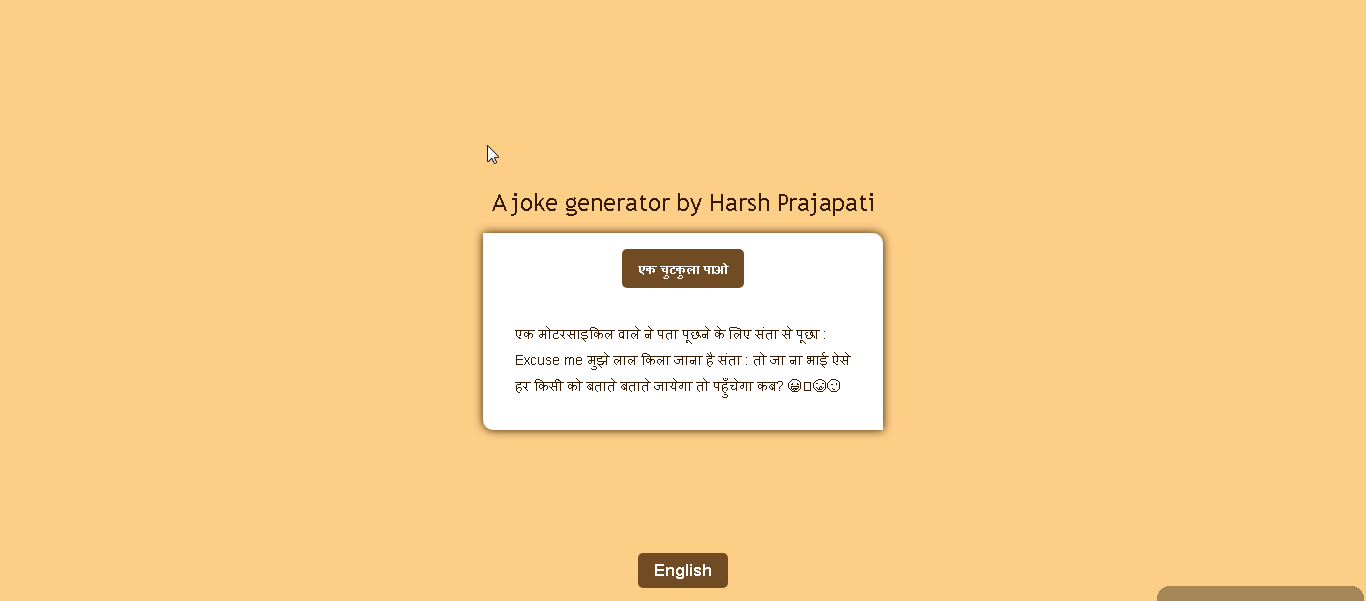 A joke generator by Harsh Prajapati
एक चुटकुला पाओ
एक मोटरसाइकिल वाले ने पता पूछने के लिए संता से पूछा :
Excuse me मुझे लाल किला जाना है संता : तो जा ना भाई ऐसे
हर किसी को बताते बताते जायेगा तो पहुँचेगा कब?
English